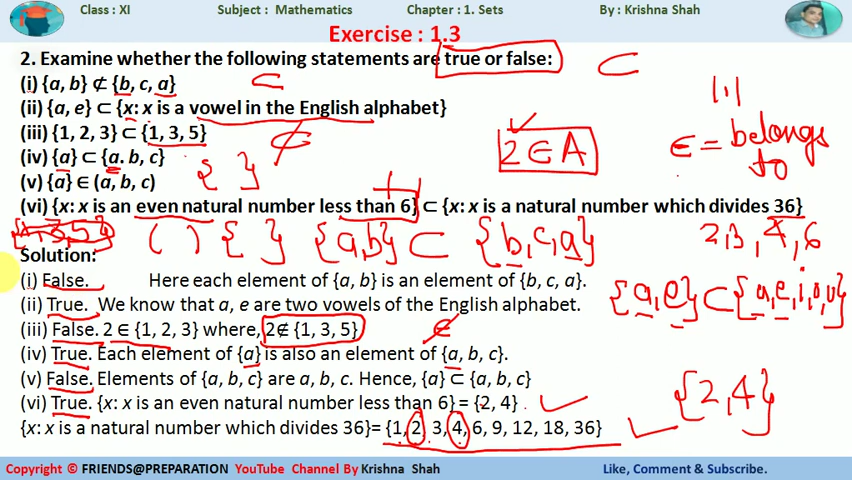 Class : XI Subject : Mathematics Chapter : 1. Sets By : Krishna Shah
Exercise : 1.3
2. Examine whether the following statements are true or false:
⊂
(i) {a, b} ⊄ {b, c, a}
⊂
(ii) {a, e} ⊂ {x: x is a vowel in the English alphabet}
(iii) {1, 2, 3} ⊂ {1, 3, 5}
⊄
2 ∈ A
∈ = belongs to
(iv) {a} ⊂ {a. b, c}
{ }
(v) {a} ∈ (a, b, c)
(vi) {x: x is an even natural number less than 6} ⊂ {x: x is a natural number which divides 36}
( ) { } {a,b} ⊂ {b,c,a}
2,3,4,6
Solution:
(i) False. Here each element of {a, b} is an element of {b, c, a}.
{a,e} ⊂ {a,e,i,o,u}
(ii) True. We know that a, e are two vowels of the English alphabet.
(iii) False. 2 ∈ {1, 2, 3} where, 2∉ {1, 3, 5}
∉
(iv) True. Each element of {a} is also an element of {a, b, c}.
(v) False. Elements of {a, b, c} are a, b, c. Hence, {a} ⊂ {a, b, c}
(vi) True. {x: x is an even natural number less than 6} = {2, 4}
{2,4}
{x: x is a natural number which divides 36}= {1, 2, 3, 4, 6, 9, 12, 18, 36}
Copyright © FRIENDS@PREPARATION YouTube Channel By Krishna Shah Like, Comment & Subscribe.